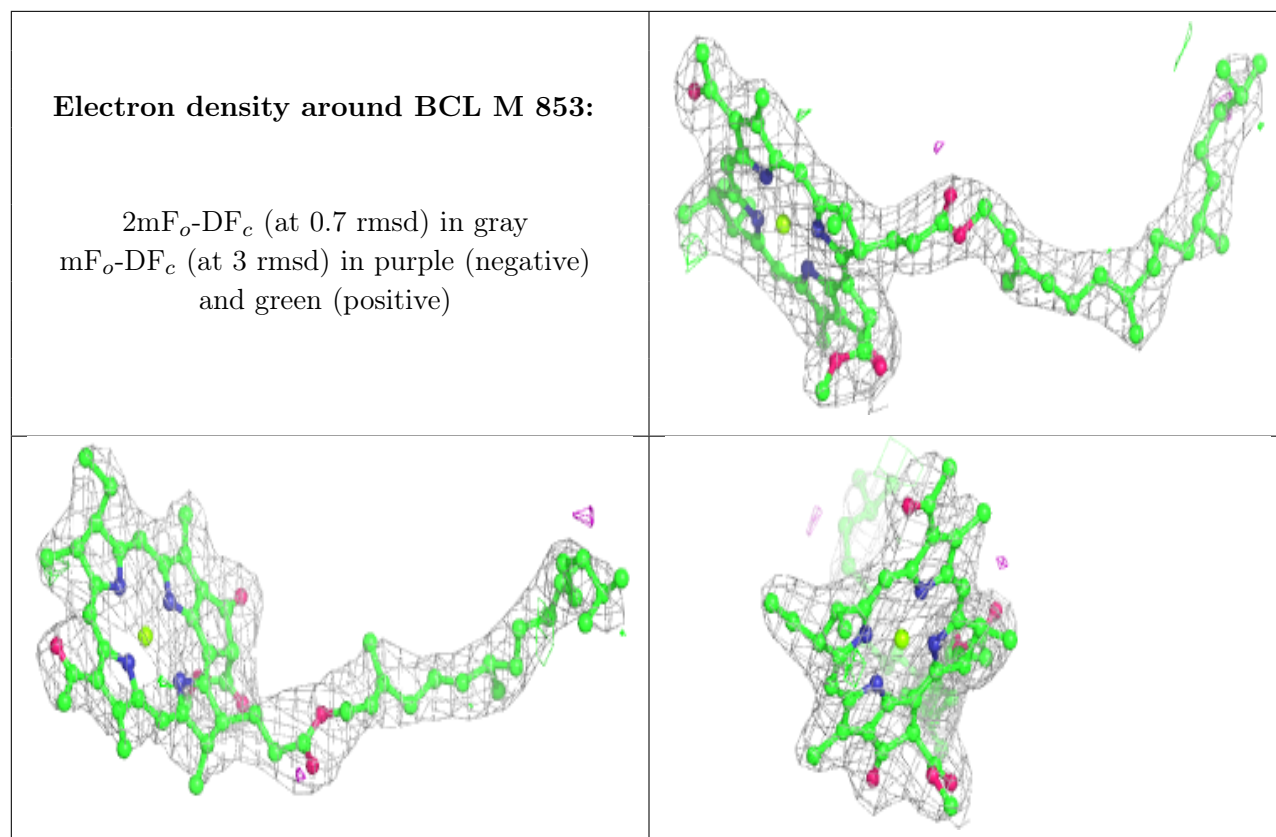 Electron density around BCL M 853:
2mFo-DFc (at 0.7 rmsd) in gray
mFo-DFc (at 3 rmsd) in purple (negative)
and green (positive)